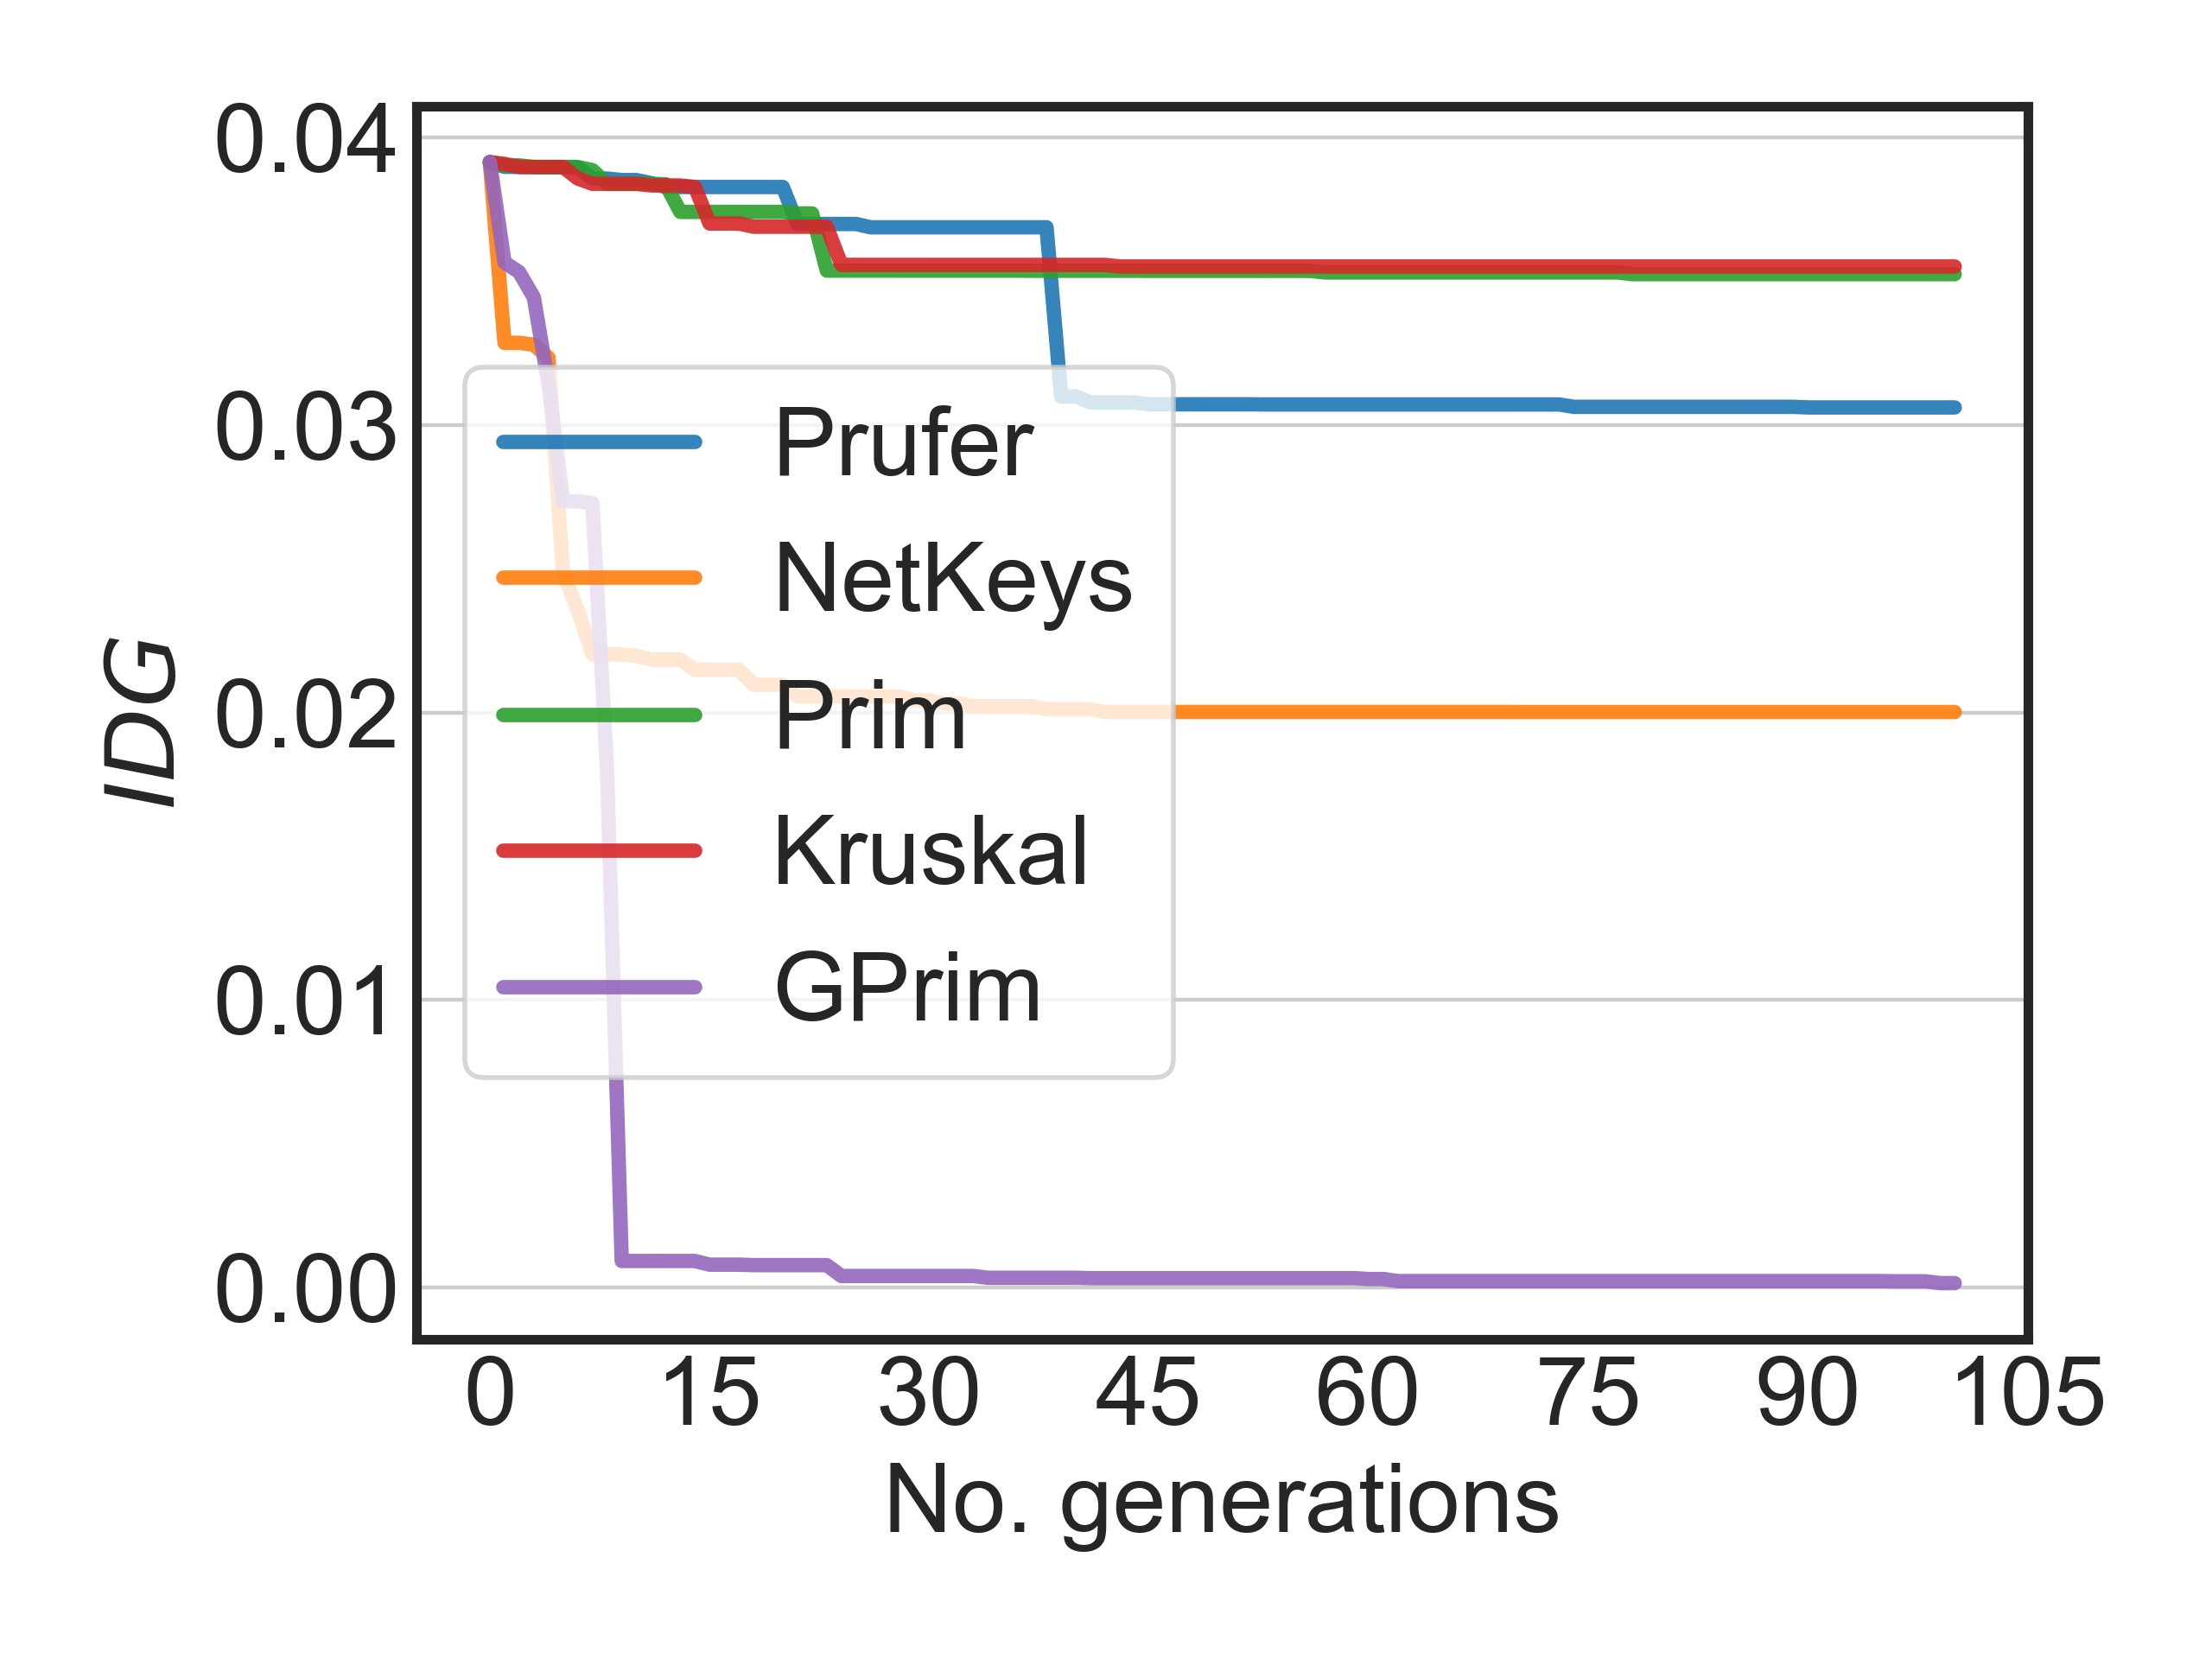 0.04
0.03
0.02
0.01
0.00
IDG
Prufer
NetKeys
Prim
Kruskal
GPrim
0 15 30 45 60 75 90 105
No. generations